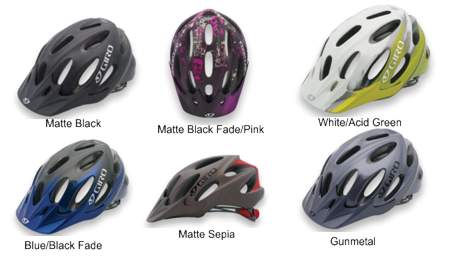 GIRO
GIRO
GIRO
Matte Black
Matte Black Fade/Pink
White/Acid Green
GIRO
GIRO
GIRO
Blue/Black Fade
Matte Sepia
Gunmetal